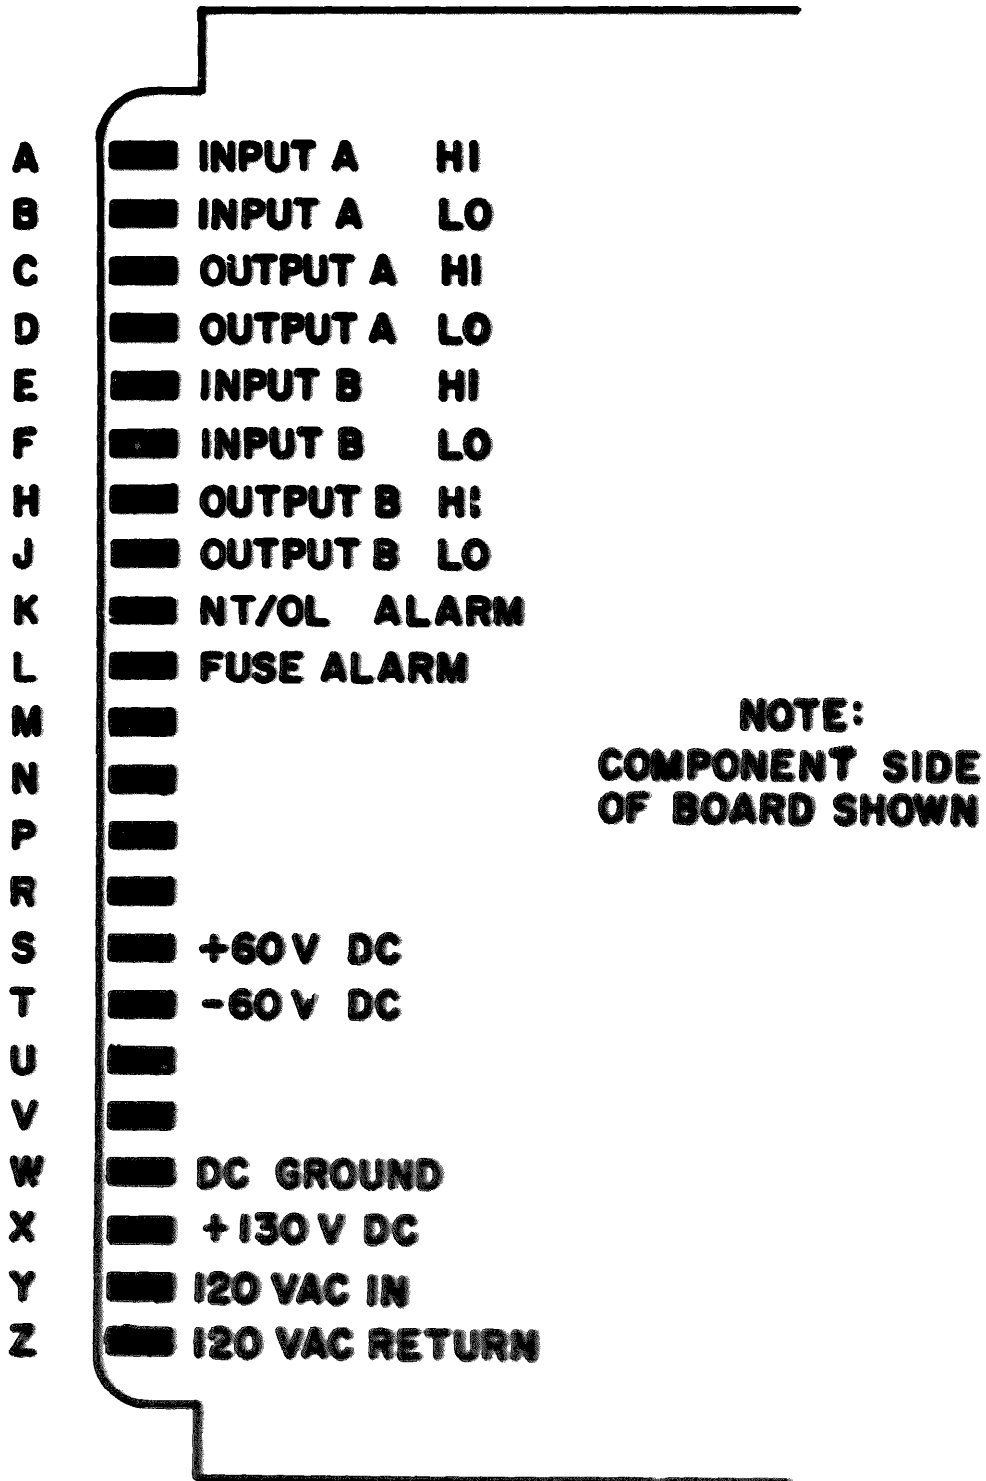 A INPUT A HI
B INPUT A LO
C OUTPUT A HI
D OUTPUT A LO
E INPUT B HI
F INPUT B LO
H OUTPUT B HI
J OUTPUT B LO
K NT/OL ALARM
L FUSE ALARM
M
N
P
R
S +60V DC
T -60V DC
U
V
W DC GROUND
X +130V DC
Y 120 VAC IN
Z 120 VAC RETURN
NOTE:
COMPONENT SIDE
OF BOARD SHOWN